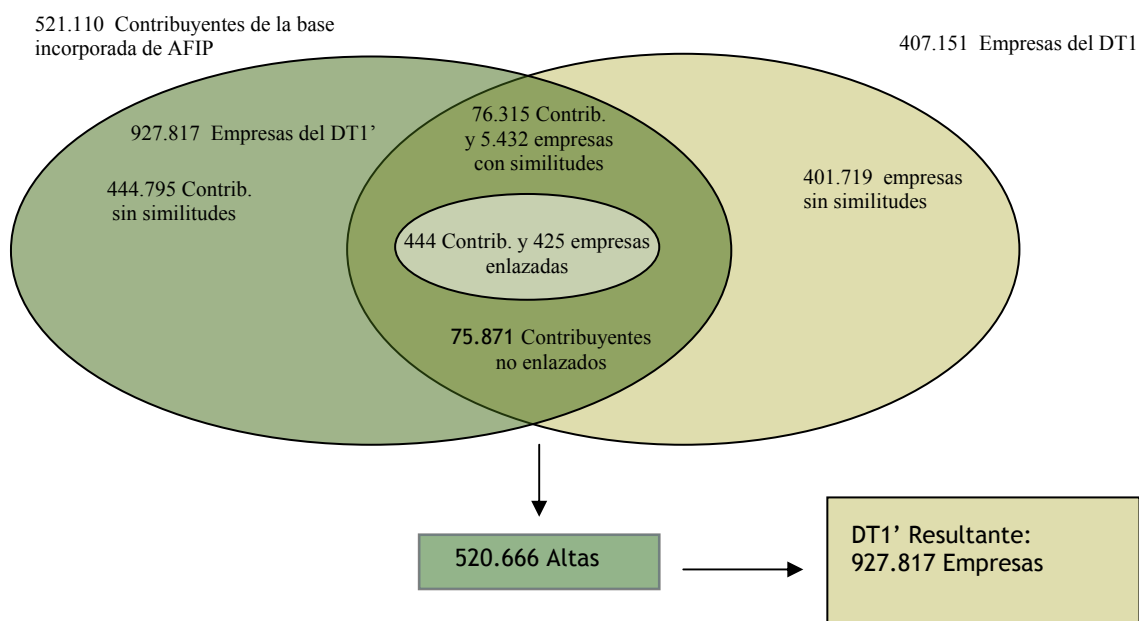 521.110 Contribuyentes de la base
incorporada de AFIP
407.151 Empresas del DT1
927.817 Empresas del DT1’
444.795 Contrib.
sin similitudes
76.315 Contrib.
y 5.432 empresas
con similitudes
401.719 empresas
sin similitudes
444 Contrib. y 425 empresas
enlazadas
75.871 Contribuyentes
no enlazados
520.666 Altas
DT1’ Resultante:
927.817 Empresas